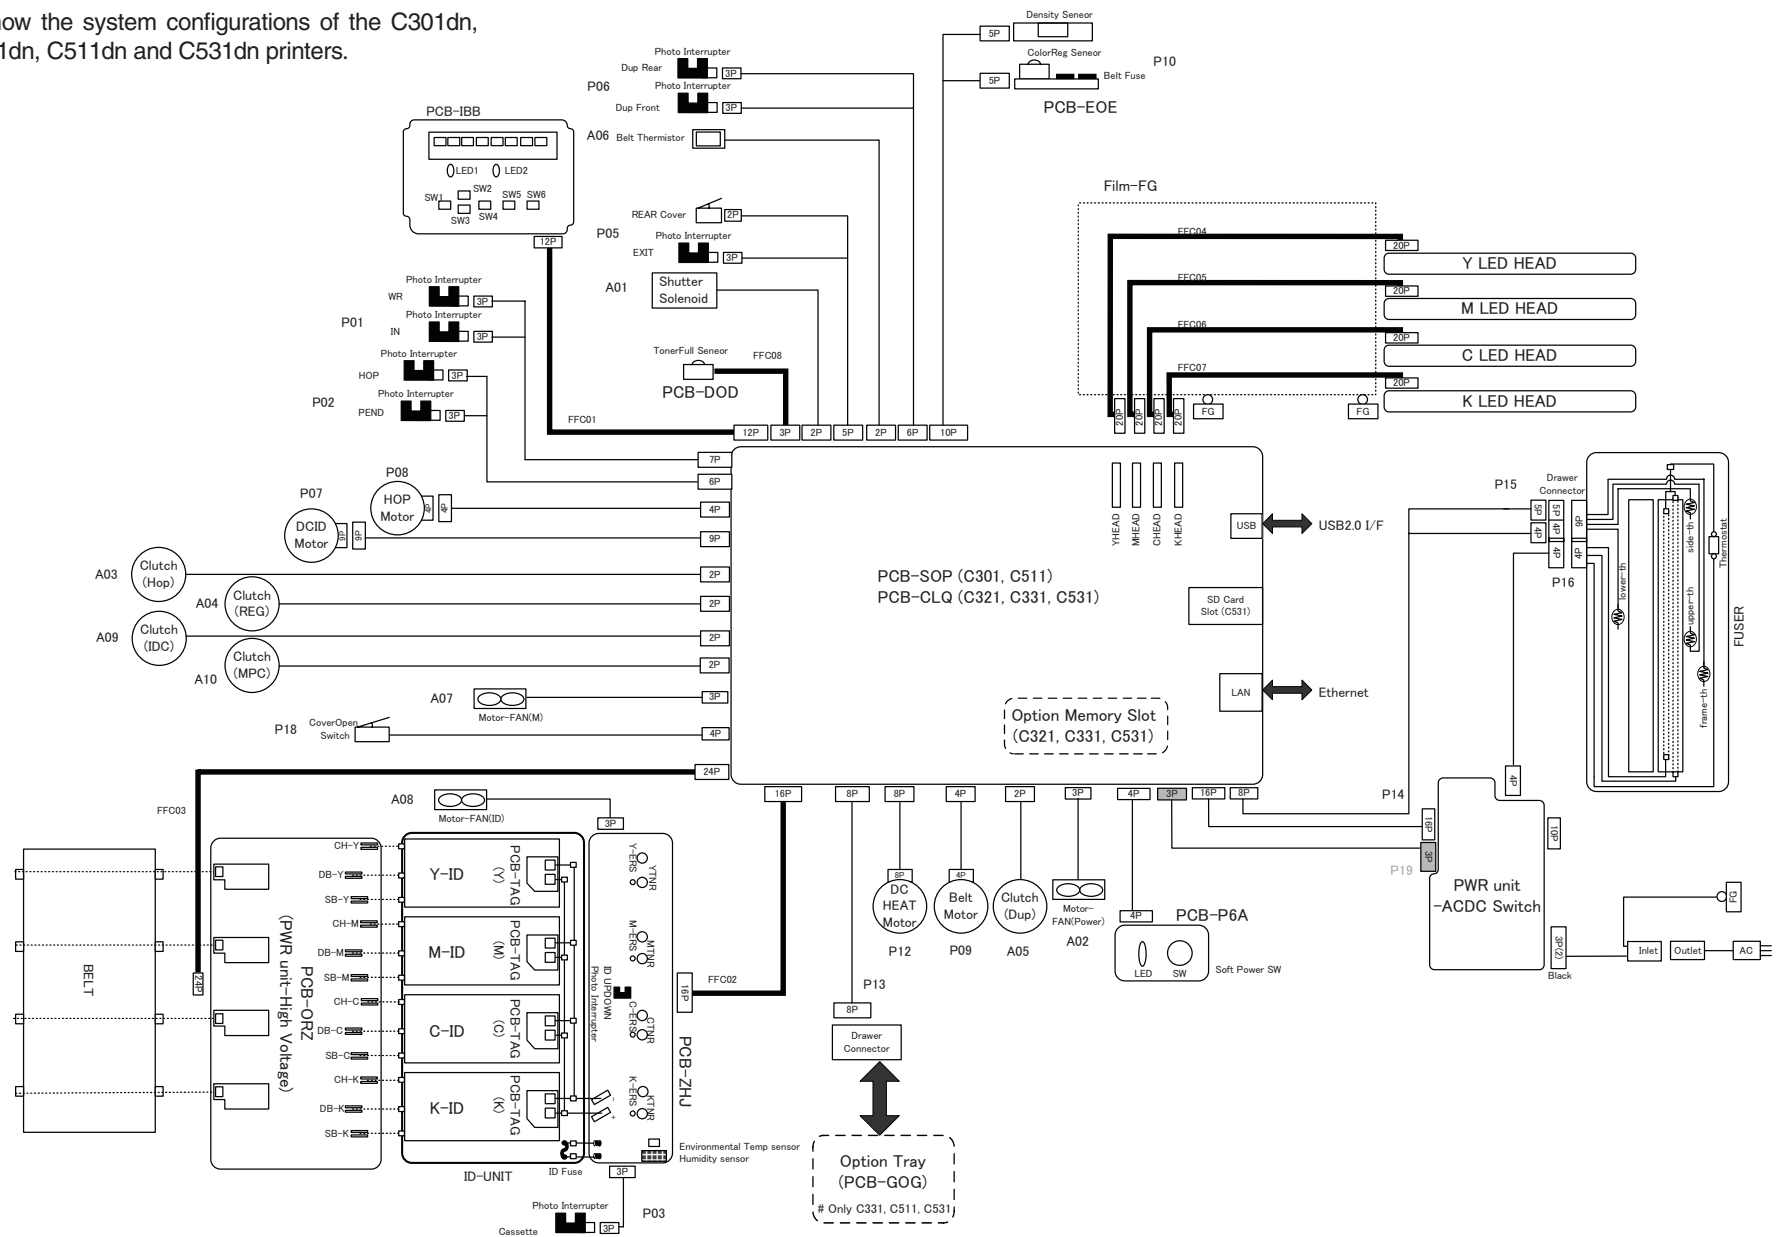 now the system configurations of the C301dn,
1dn, C511dn and C531dn printers.
Density Seneor
5P
ColorReg Seneor
P10
5P
Belt Fuse
PCB-EOE
Photo Interrupter
Dup Rear
3P
P06
Photo Interrupter
Dup Front
3P
A06
Belt Thermistor
PCB-IBB
LED1
LED2
SW1
SW2
SW3
SW4
SW5
SW6
12P
REAR Cover
2P
P05
Photo Interrupter
EXIT
3P
A01
Shutter
Solenoid
TonerFull Seneor
FFC08
PCB-DOD
Photo Interrupter
WR
3P
P01
Photo Interrupter
IN
3P
Photo Interrupter
HOP
3P
P02
Photo Interrupter
PEND
3P
FFC01
Film-FG
FFC04
20P
Y LED HEAD
FFC05
20P
M LED HEAD
FFC06
20P
C LED HEAD
FFC07
20P
K LED HEAD
20P
20P
20P
20P
FG
FG
12P
3P
2P
5P
2P
6P
10P
7P
6P
4P
9P
2P
2P
2P
2P
3P
4P
24P
P08
HOP
Motor
4P
P07
DCID
Motor
9P
9P
A03
Clutch
(Hop)
A04
Clutch
(REG)
A09
Clutch
(IDC)
A10
Clutch
(MPC)
A07
Motor-FAN(M)
P18
CoverOpen
Switch
YHEAD
MHEAD
CHEAD
KHEAD
PCB-SOP (C301, C511)
PCB-CLQ (C321, C331, C531)
USB
USB2.0 I/F
SD Card
Slot (C531)
LAN
Ethernet
Option Memory Slot
(C321, C331, C531)
P15
Drawer
Connector
5P
5P
9P
4P
4P
4P
4P
P16
lower-th
side-th
upper-th
frame-th
Thermostat
FUSER
16P
8P
8P
4P
2P
3P
4P
3P
16P
8P
P14
4P
16P
10P
3P
P19
PWR unit
-ACDC Switch
3P(2)
Black
FG
Inlet
Outlet
AC
FFC03
A08
Motor-FAN(ID)
3P
BELT
24P
PCB-ORZ
(PWR unit-High Voltage)
CH-Y
DB-Y
SB-Y
CH-M
DB-M
SB-M
CH-C
DB-C
SB-C
CH-K
DB-K
SB-K
Y-ID
PCB-TAG
(Y)
M-ID
PCB-TAG
(M)
C-ID
PCB-TAG
(C)
K-ID
PCB-TAG
(K)
ID-UNIT
ID Fuse
Y-ERS
YTNR
M-ERS
MTNR
ID UPDOWN
Photo Interrupter
C-ERS
CTNR
K-ERS
KTNR
-
+
16P
FFC02
PCB-ZHJ
Environmental Temp sensor
Humidity sensor
3P
Photo Interrupter
Cassette
3P
P03
P13
8P
Drawer
Connector
Option Tray
(PCB-GOG)
# Only C331, C511, C531
8P
DC
HEAT
Motor
P12
4P
Belt
Motor
P09
Clutch
(Dup)
A05
Motor-
FAN(Power)
A02
4P
PCB-P6A
LED
SW
Soft Power SW